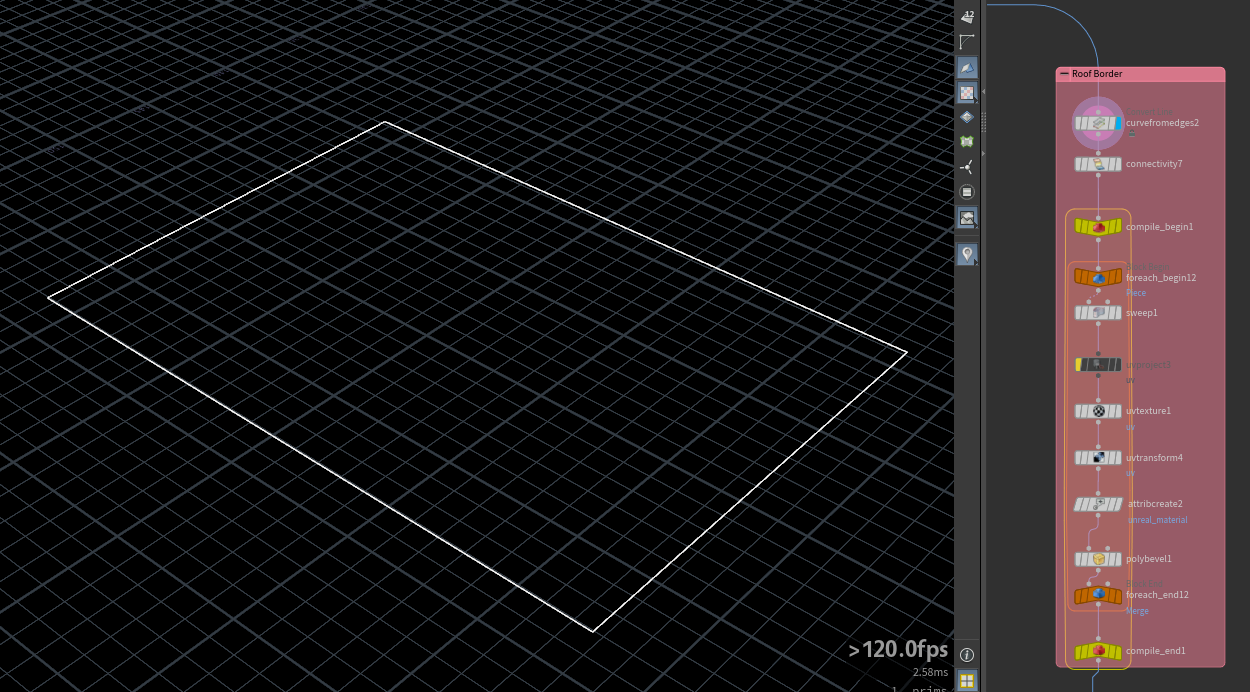 12
Roof Border
curvefromedges2
connectivity7
compile_begin1
foreach_begin12
Piece
sweep1
uvproject3
uv
uvtexture1
uv
uvtransform4
uv
attribcreate2
unreal_material
polybevel1
foreach_end12
Merge
compile_end1
>120.0fps
2.58ms
1 prims